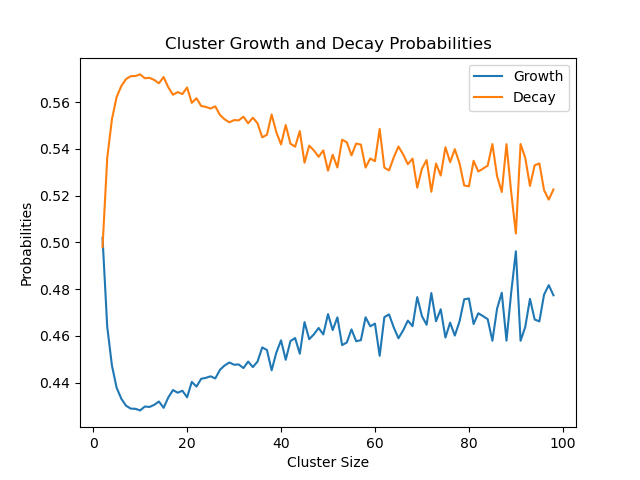 Cluster Growth and Decay Probabilities
Growth
Decay
0.56
0.54
0.52
0.50
0.48
0.46
0.44
Probabilities
0
20
40
60
80
100
Cluster Size